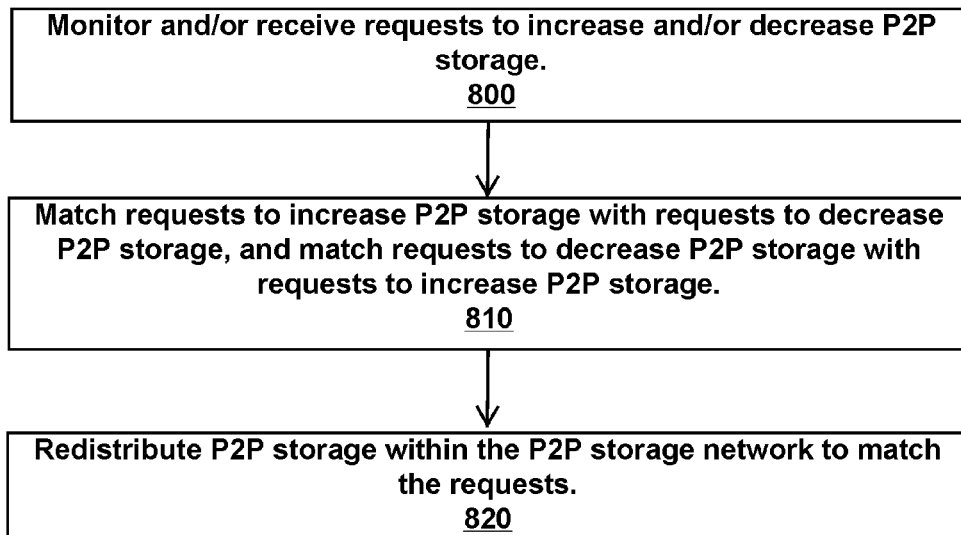 Monitor and/or receive requests to increase and/or decrease P2P
storage.
800
Match requests to increase P2P storage with requests to decrease
P2P storage, and match requests to decrease P2P storage with
requests to increase P2P storage.
810
Redistribute P2P storage within the P2P storage network to match
the requests.
820